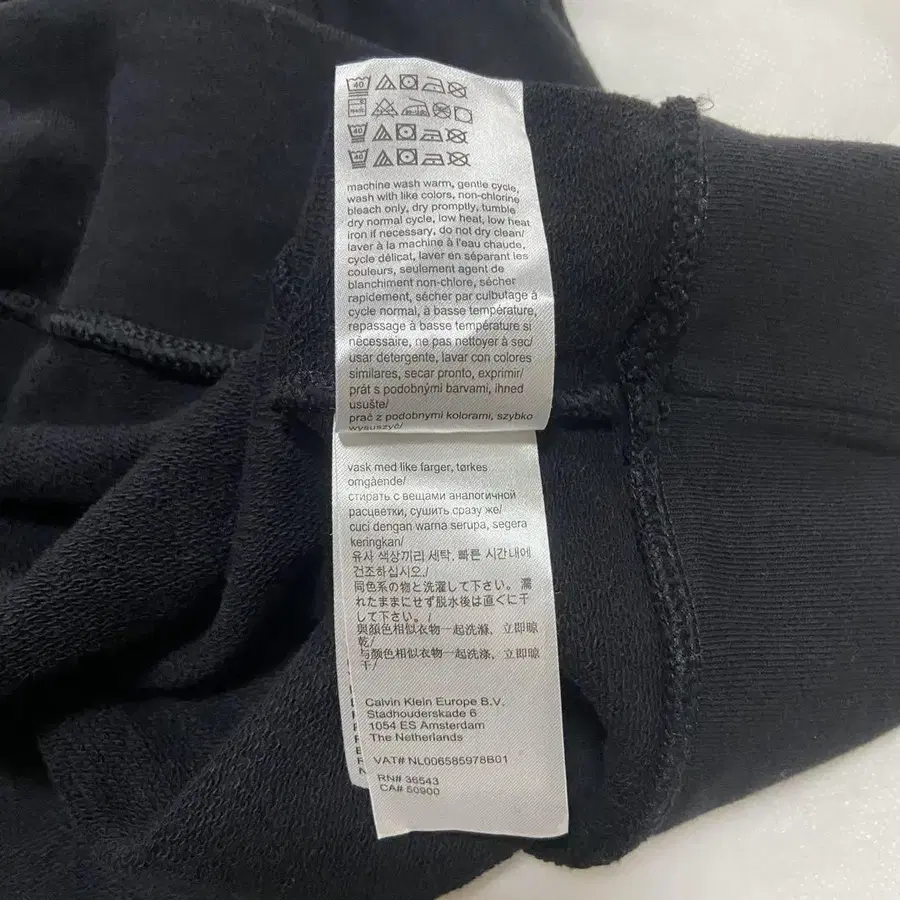 machine wash warm, gentle cycle,
wash with like colors, non-chlorine
bleach only, dry promptly, tumble
dry normal cycle, low heat, low heat
iron if necessary, do not dry clean/
laver à la machine à l'eau chaude,
cycle délicat, laver en séparant les
couleurs, seulement agent de
blanchiment non-chlore, sécher
rapidement, sécher par culbutage à
cycle normal, à basse température,
repassage à basse température si
nécessaire, ne pas nettoyer à sec/
usar detergente, lavar con colores
similares, secar pronto, exprimir/
prát s podobnými barvami, ihned
usušte/
prać z podobnymi kolorami, szybko
wysuszyć/
vask med like farger, tørkes
omgående/
стирать с вещами аналогичной
расцветки, сушить сразу же/
cuci dengan warna serupa, segera
keringkan/
유사 색상끼리 세탁, 빠른 시간내에
건조하십시오./
同色系の物と洗濯して下さい。 濡
れたままにせず脱水後は直ぐに干
して下さい。/
與顏色相似衣物一起洗滌，立即晾
乾/
与颜色相似衣物一起洗涤，立即晾
干/
Calvin Klein Europe B.V.
Stadhouderskade 6
1054 ES Amsterdam
The Netherlands
VAT# NL006585978B01
RN# 36543
CA# 50900